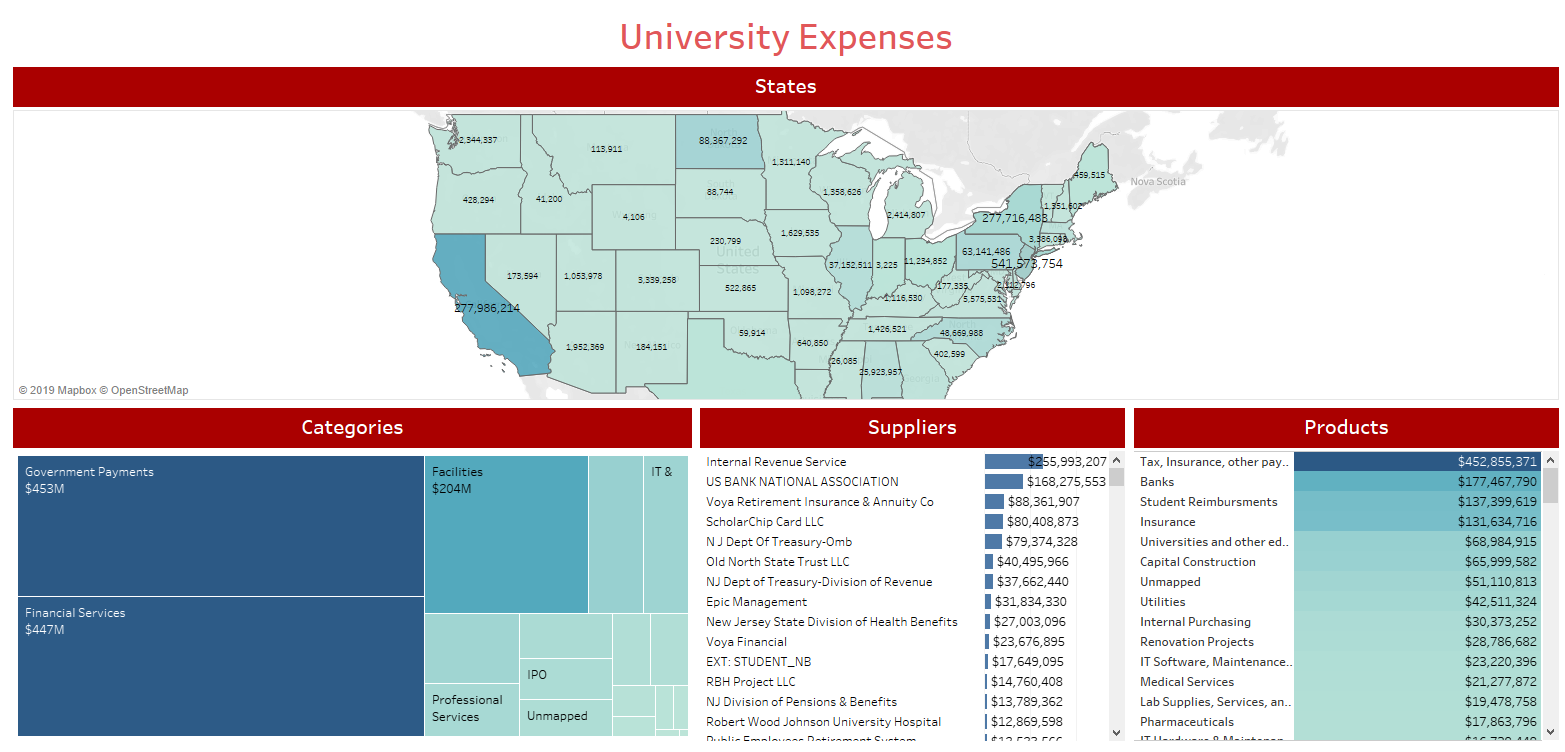 University Expenses
States
2,344,337
113,911
88,367,292
1,311,140
459,515
Nova Scotia
428,294
41,200
4,106
88,744
1,358,626
2,414,807
1,351,602
277,716,483
230,799
1,629,535
3,386,098
United
States
173,594
1,053,978
3,339,258
522,865
1,098,272
37,152,511
3,225
11,234,852
63,141,486
541,573,754
177,335
2,112,796
5,575,531
1,116,530
277,986,214
1,952,369
184,151
59,914
640,850
1,426,521
48,669,988
26,085
25,923,957
402,599
© 2019 Mapbox © OpenStreetMap
Categories
Government Payments
$453M
Financial Services
$447M
Facilities
$204M
IT &
IPO
Professional
Services
Unmapped
Suppliers
Internal Revenue Service $255,993,207
US BANK NATIONAL ASSOCIATION $168,275,553
Voya Retirement Insurance & Annuity Co $88,361,907
ScholarChip Card LLC $80,408,873
N J Dept Of Treasury-Omb $79,374,328
Old North State Trust LLC $40,495,966
NJ Dept of Treasury-Division of Revenue $37,662,440
Epic Management $31,834,330
New Jersey State Division of Health Benefits $27,003,096
Voya Financial $23,676,895
EXT: STUDENT_NB $17,649,095
RBH Project LLC $14,760,408
NJ Division of Pensions & Benefits $13,789,362
Robert Wood Johnson University Hospital $12,869,598
Public Employees Retirement System
Products
Tax, Insurance, other pay.. $452,855,371
Banks $177,467,790
Student Reimbursments $137,399,619
Insurance $131,634,716
Universities and other ed.. $68,984,915
Capital Construction $65,999,582
Unmapped $51,110,813
Utilities $42,511,324
Internal Purchasing $30,373,252
Renovation Projects $28,786,682
IT Software, Maintenance.. $23,220,396
Medical Services $21,277,872
Lab Supplies, Services, an.. $19,478,758
Pharmaceuticals $17,863,796